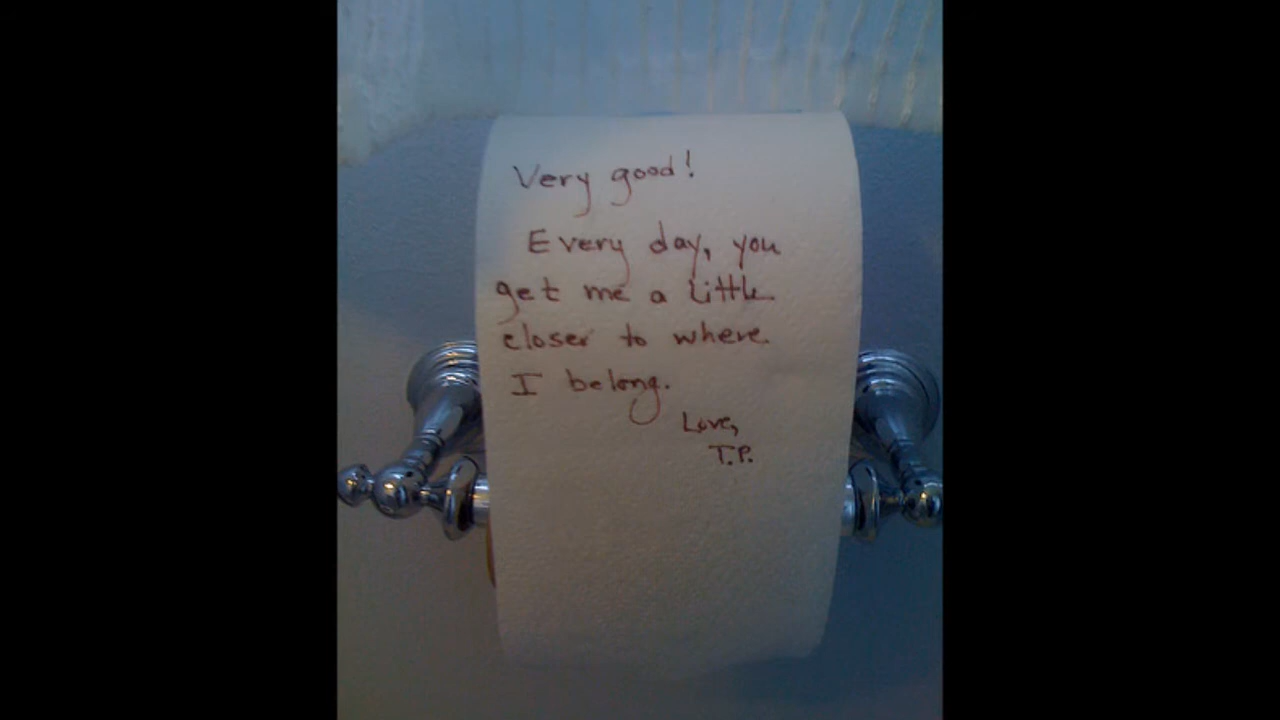 Very good!
Every day, you
get me a little
closer to where
I belong.
Love,
T.P.